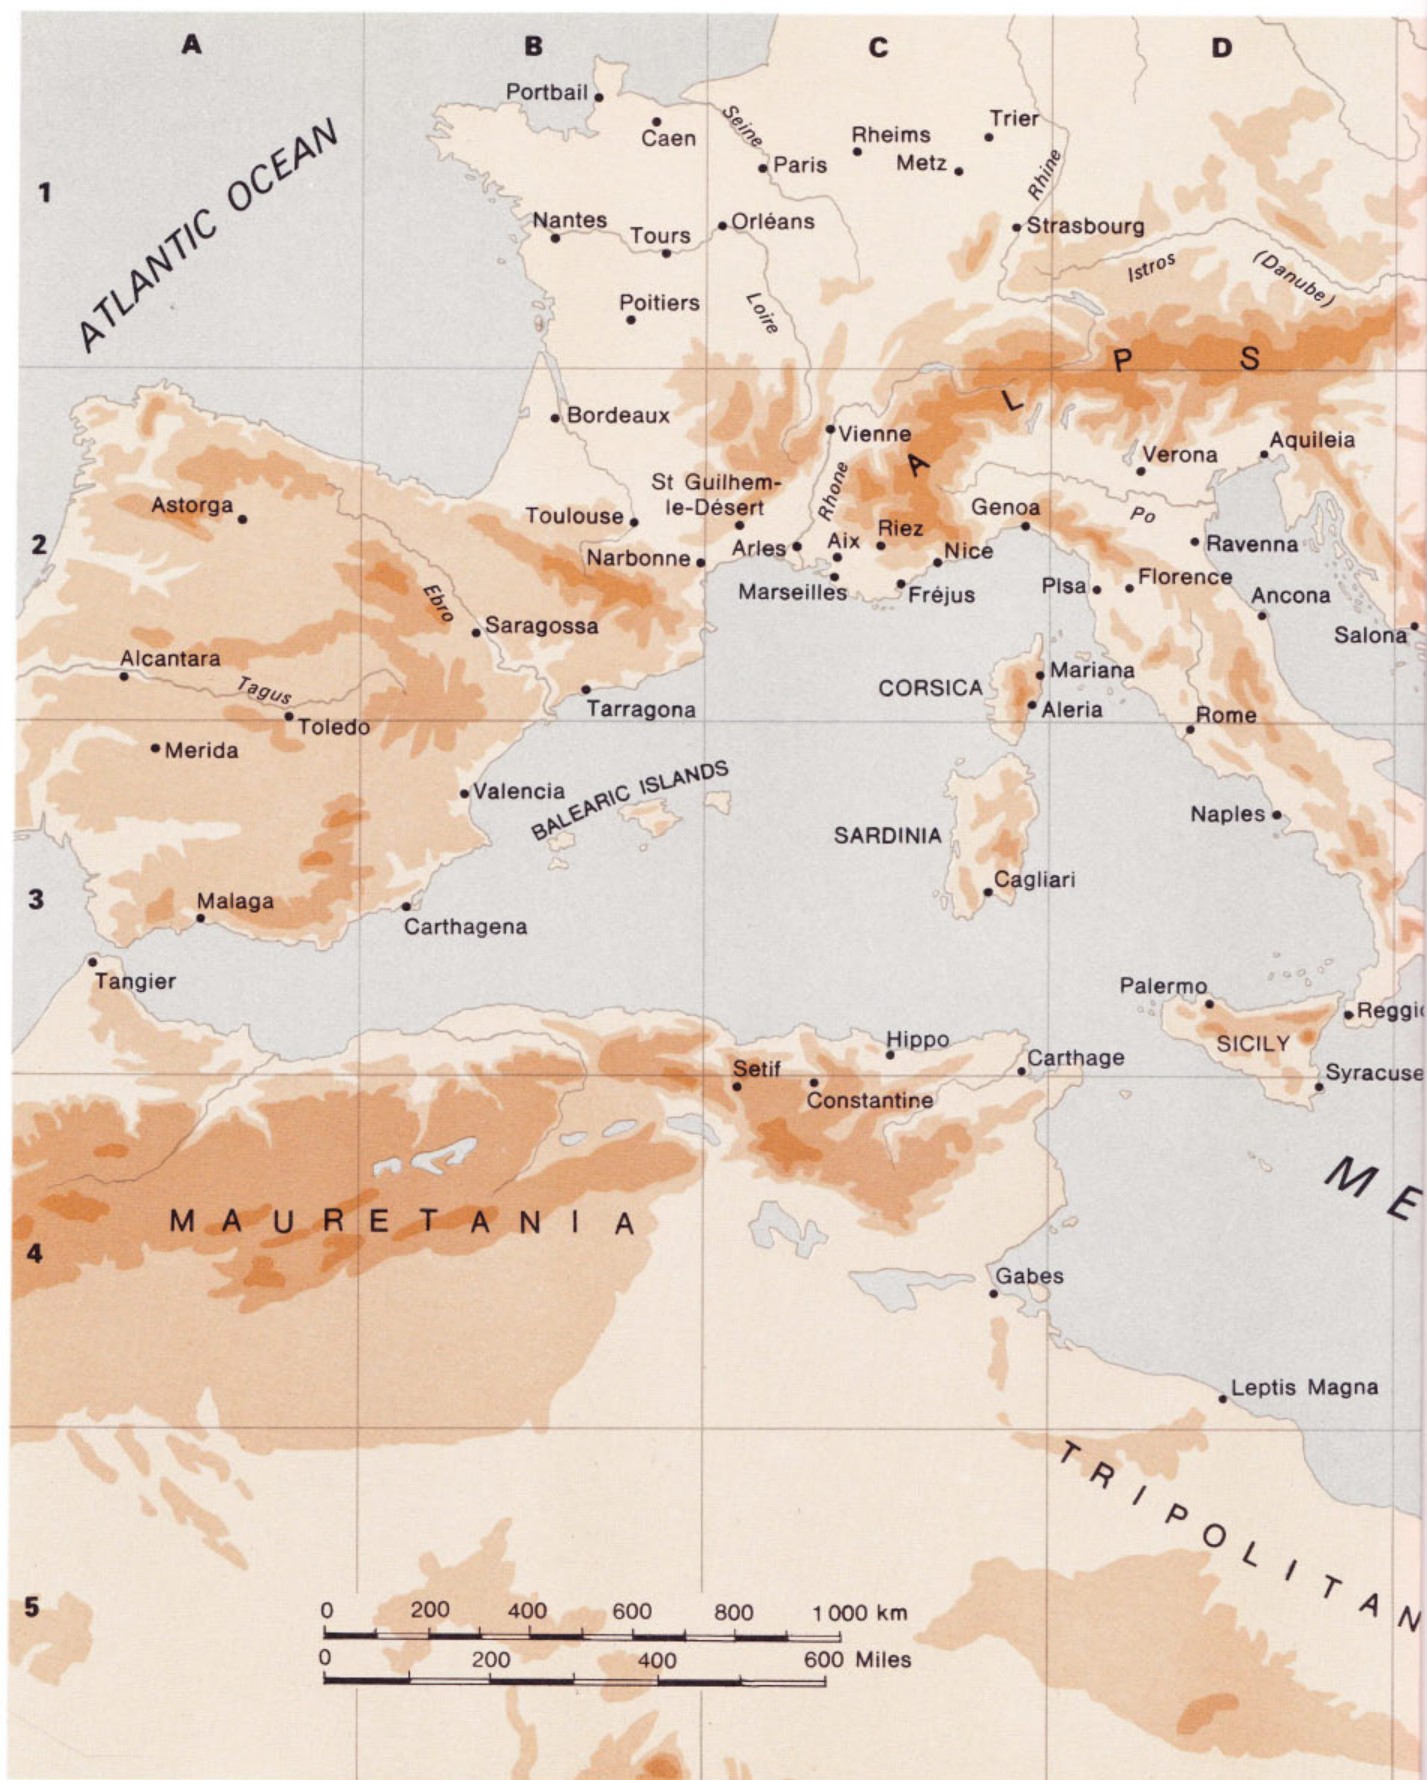 A
B
C
D
Portbail
Caen
Seine
Paris
Rheims
Metz
Trier
Rhine
1
ATLANTIC OCEAN
Nantes
Tours
Orléans
Strasbourg
Istros
(Danube)
Poitiers
Loire
ALPS
Bordeaux
Vienne
Verona
Aquileia
Astorga
St Guilhem-
le-Désert
Rhone
Genoa
Po
2
Toulouse
Narbonne
Arles
Aix
Riez
Nice
Ravenna
Marseilles
Fréjus
Pisa
Florence
Ancona
Ebro
Saragossa
Salona
Alcantara
Tagus
Tarragona
CORSICA
Mariana
Aleria
Toledo
Rome
Merida
Valencia
BALEARIC ISLANDS
Naples
SARDINIA
Cagliari
3
Malaga
Carthagena
Tangier
Palermo
Reggi
SICILY
Hippo
Carthage
Setif
Constantine
Syracuse
ME
MAURETANIA
4
Gabes
Leptis Magna
TRIPOLITAN
5
0 200 400 600 800 1000 km
0 200 400 600 Miles